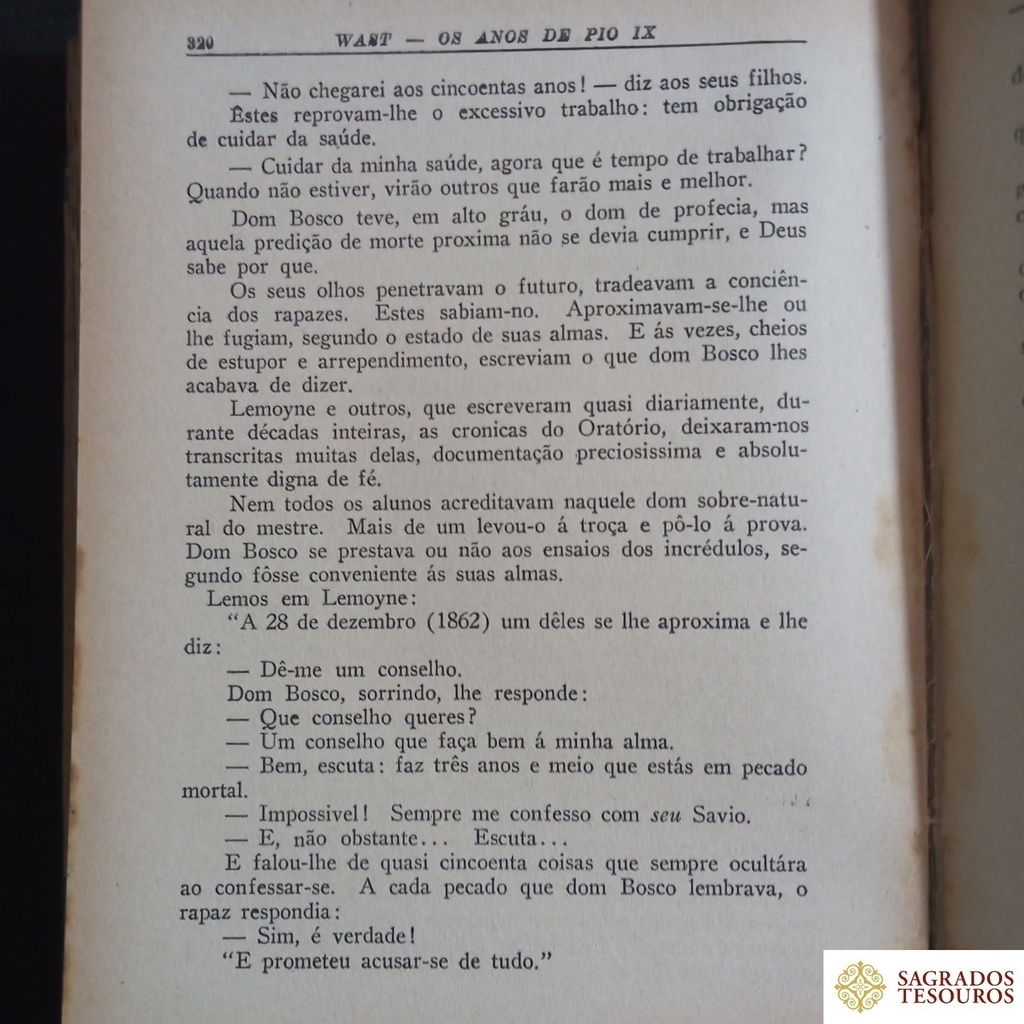 320 WAST — OS ANOS DE PIO IX
— Não chegarei aos cincoentas anos! — diz aos seus filhos.
Êstes reprovam-lhe o excessivo trabalho: tem obrigação
de cuidar da saúde.
— Cuidar da minha saúde, agora que é tempo de trabalhar?
Quando não estiver, virão outros que farão mais e melhor.
Dom Bosco teve, em alto gráu, o dom de profecia, mas
aquela predição de morte proxima não se devia cumprir, e Deus
sabe por que.
Os seus olhos penetravam o futuro, tradeavam a conciên-
cia dos rapazes. Estes sabiam-no. Aproximavam-se-lhe ou
lhe fugiam, segundo o estado de suas almas. E ás vezes, cheios
de estupor e arrependimento, escreviam o que dom Bosco lhes
acabava de dizer.
Lemoyne e outros, que escreveram quasi diariamente, du-
rante décadas inteiras, as cronicas do Oratório, deixaram-nos
transcritas muitas delas, documentação preciosissima e absolu-
tamente digna de fé.
Nem todos os alunos acreditavam naquele dom sobre-natu-
ral do mestre. Mais de um levou-o á troça e pô-lo á prova.
Dom Bosco se prestava ou não aos ensaios dos incrédulos, se-
gundo fôsse conveniente ás suas almas.
Lemos em Lemoyne:
“A 28 de dezembro (1862) um dêles se lhe aproxima e lhe
diz:
— Dê-me um conselho.
Dom Bosco, sorrindo, lhe responde:
— Que conselho queres?
— Um conselho que faça bem á minha alma.
— Bem, escuta: faz três anos e meio que estás em pecado
mortal.
— Impossivel! Sempre me confesso com seu Savio.
— E, não obstante... Escuta...
E falou-lhe de quasi cincoenta coisas que sempre ocultára
ao confessar-se. A cada pecado que dom Bosco lembrava, o
rapaz respondia:
— Sim, é verdade!
“E prometeu acusar-se de tudo.”
SAGRADOS
TESOUROS